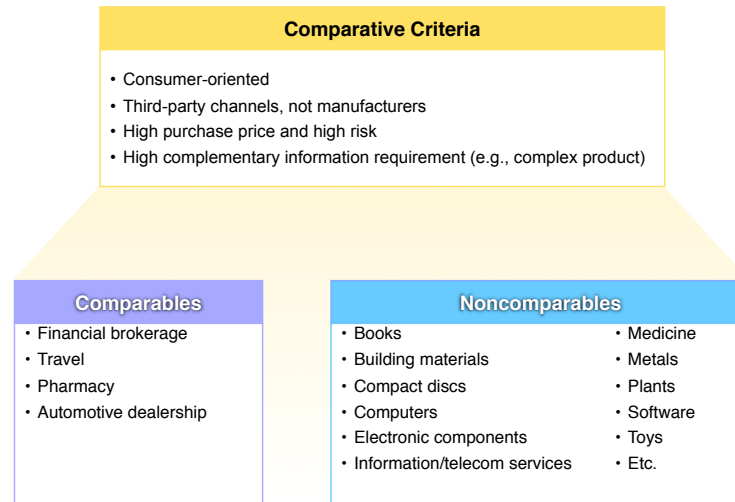 Comparative Criteria
• Consumer-oriented
• Third-party channels, not manufacturers
• High purchase price and high risk
• High complementary information requirement (e.g., complex product)
Comparables
• Financial brokerage
• Travel
• Pharmacy
• Automotive dealership
Noncomparables
• Books
• Building materials
• Compact discs
• Computers
• Electronic components
• Information/telecom services
• Medicine
• Metals
• Plants
• Software
• Toys
• Etc.